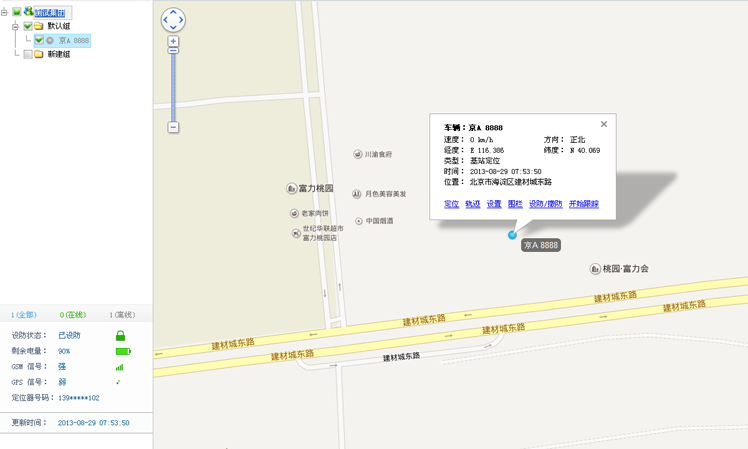 测试集团
默认组
京A 8888
新建组
1(全部) 0(在线) 1(离线)
设防状态： 已设防
剩余电量： 90%
GSM 信号： 强
GPS 信号： 弱
定位器号码：139*****102
更新时间： 2013-08-29 07:53:50
车辆：京A 8888
速度： 0 km/h 方向： 正北
经度： E 116.386 纬度： N 40.069
类型： 基站定位
时间： 2013-08-29 07:53:50
位置： 北京市海淀区建材城东路
定位 轨迹 设置 围栏 设防/撤防 开始跟踪
京A 8888
川渝食府
富力桃园
月色美容美发
老家肉饼
中国烟酒
世纪华联超市
富力桃园店
桃园·富力会
建材城东路
建材城东路
建材城东路
建材城东路
建材城东路
建材城东路
建材城东路